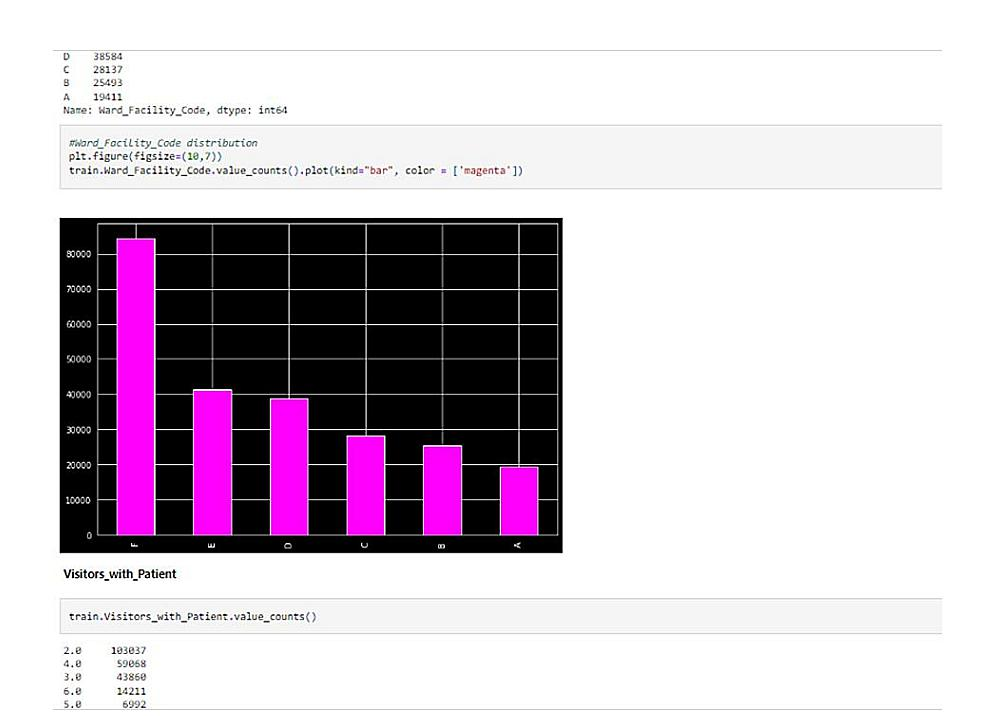 D    38584
C    28137
B    25493
A    19411
Name: Ward_Facility_Code, dtype: int64
#Ward_Facility_Code distribution
plt.figure(figsize=(10,7))
train.Ward_Facility_Code.value_counts().plot(kind="bar", color = ['magenta'])
80000
70000
60000
50000
40000
30000
20000
10000
0
F E D C B A
Visitors_with_Patient
train.Visitors_with_Patient.value_counts()
2.0    103037
4.0    59068
3.0    43860
6.0    14211
5.0    6992